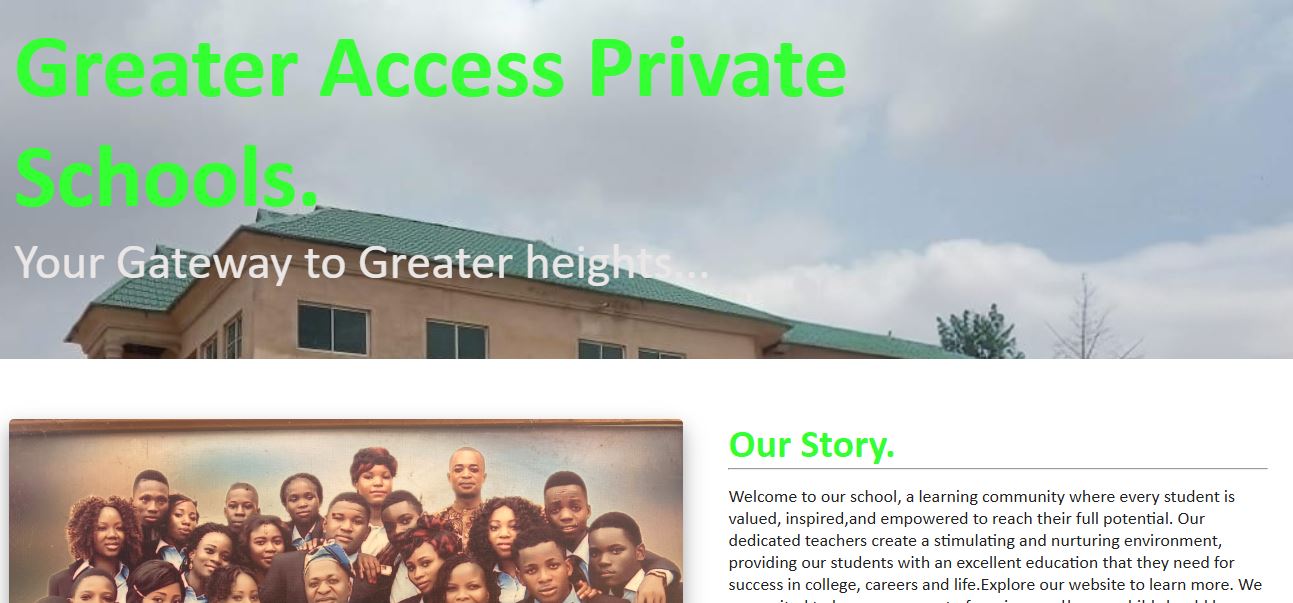 Greater Access Private
Schools.
Your Gateway to Greater heights...
Our Story.
Welcome to our school, a learning community where every student is
valued, inspired,and empowered to reach their full potential. Our
dedicated teachers create a stimulating and nurturing environment,
providing our students with an excellent education that they need for
success in college, careers and life.Explore our website to learn more. We